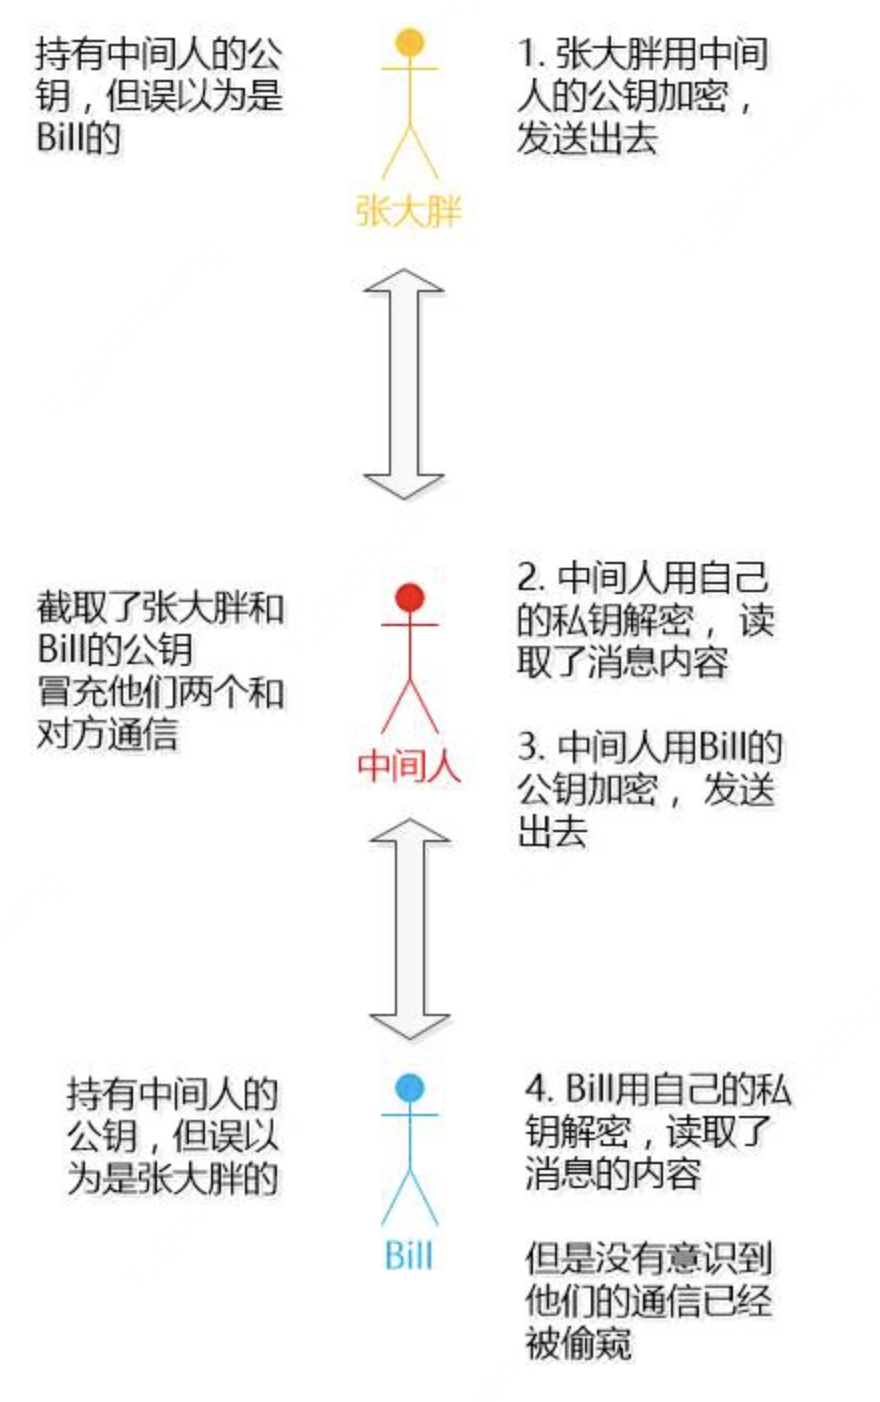 持有中间人的公
钥，但误以为是
Bill的
1. 张大胖用中间
人的公钥加密，
发送出去
张大胖
截取了张大胖和
Bill的公钥
冒充他们两个和
对方通信
2. 中间人用自己
的私钥解密， 读
取了消息内容
3. 中间人用Bill的
公钥加密， 发送
出去
中间人
持有中间人的
公钥，但误以
为是张大胖的
4. Bill用自己的私
钥解密，读取了
消息的内容
但是没有意识到
他们的通信已经
被偷窥
Bill